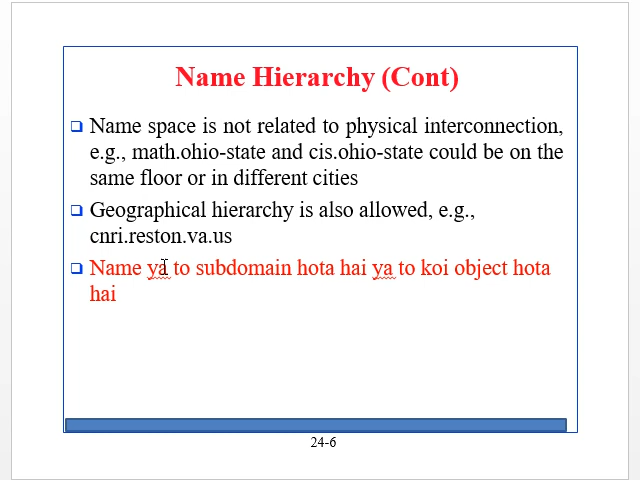 Name Hierarchy (Cont)
Name space is not related to physical interconnection,
e.g., math.ohio-state and cis.ohio-state could be on the
same floor or in different cities
Geographical hierarchy is also allowed, e.g.,
cnri.reston.va.us
Name ya to subdomain hota hai ya to koi object hota
hai
24-6